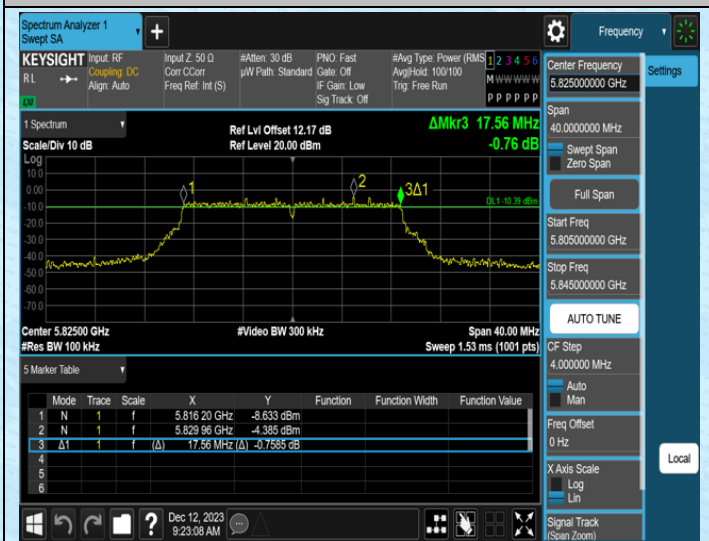 Spectrum Analyzer 1
Swept SA
KEYSIGHT
RL
LM
Input: RF
Coupling: DC
Align: Auto
Input Z: 50 Ω
Corr CCorr
Freq Ref: Int (S)
#Atten: 30 dB
µW Path: Standard
PNO: Fast
Gate: Off
IF Gain: Low
Sig Track: Off
#Avg Type: Power (RMS
Avg|Hold: 100/100
Trig: Free Run
1 2 3 4 5 6
M W W W W W
P P P P P P
1 Spectrum
Scale/Div 10 dB
Ref Lvl Offset 12.17 dB
Ref Level 20.00 dBm
ΔMkr3 17.56 MHz
-0.76 dB
Log
10.0
0.00
-10.0
-20.0
-30.0
-40.0
-50.0
-60.0
-70.0
1
2
3Δ1
DL1 -10.39 dBm
Center 5.82500 GHz
#Res BW 100 kHz
#Video BW 300 kHz
Span 40.00 MHz
Sweep 1.53 ms (1001 pts)
5 Marker Table
Mode Trace Scale X Y Function Function Width Function Value
1 N 1 f 5.816 20 GHz -8.633 dBm
2 N 1 f 5.829 96 GHz -4.385 dBm
3 Δ1 1 f (Δ) 17.56 MHz (Δ) -0.7585 dB
4
5
6
Dec 12, 2023
9:23:08 AM
Frequency
Settings
Center Frequency
5.825000000 GHz
Span
40.0000000 MHz
Swept Span
Zero Span
Full Span
Start Freq
5.805000000 GHz
Stop Freq
5.845000000 GHz
AUTO TUNE
CF Step
4.000000 MHz
Auto
Man
Freq Offset
0 Hz
X Axis Scale
Log
Lin
Signal Track
(Span Zoom)
Local